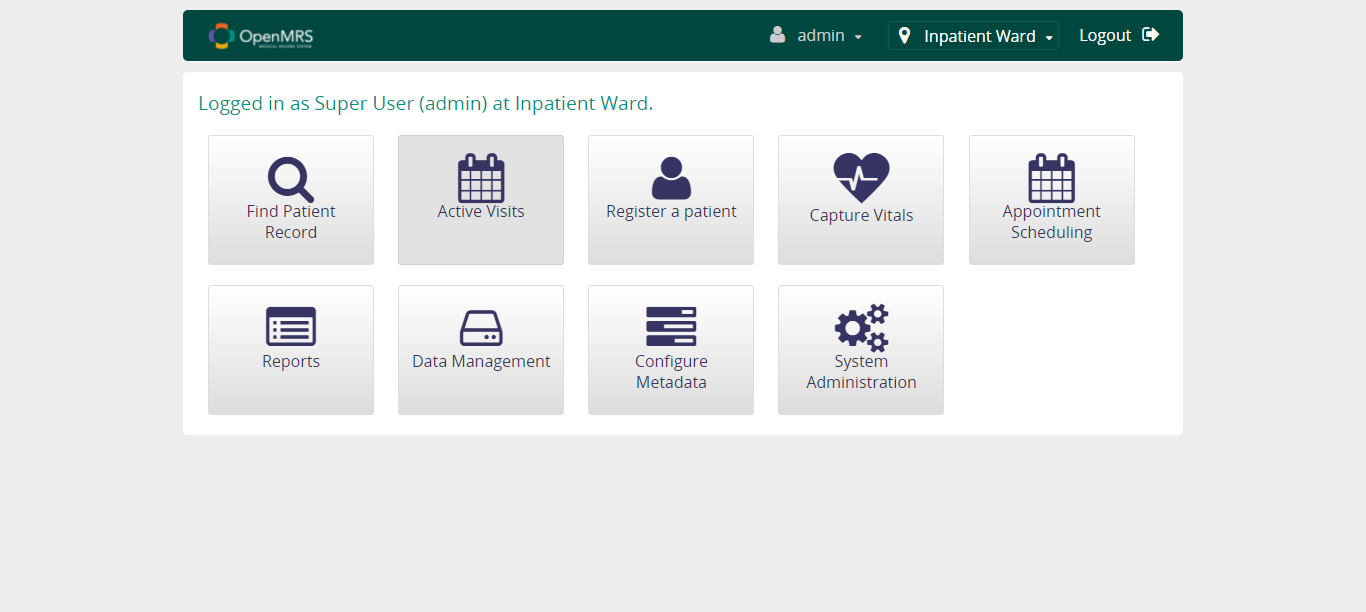 OpenMRS
MEDICAL RECORD SYSTEM
admin
Inpatient Ward
Logout
Logged in as Super User (admin) at Inpatient Ward.
Find Patient
Record
Active Visits
Register a patient
Capture Vitals
Appointment
Scheduling
Reports
Data Management
Configure
Metadata
System
Administration